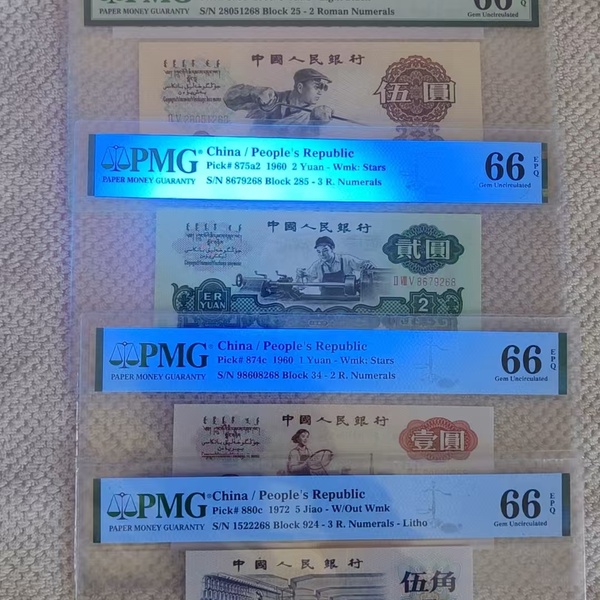 PMG
66 EPQ
PAPER MONEY GUARANTY
S/N 28051268 Block 25 - 2 Roman Numerals
Gem Uncirculated
中國人民銀行
伍圓
PMG
PAPER MONEY GUARANTY
China / People's Republic
Pick# 875a2 1960 2 Yuan - Wmk: Stars
S/N 8679268 Block 285 - 3 R. Numerals
66 EPQ
Gem Uncirculated
中國人民銀行
貳圓
II VIII V 8679268
ER YUAN
2
PMG
PAPER MONEY GUARANTY
China / People's Republic
Pick# 874c 1960 1 Yuan - Wmk: Stars
S/N 98608268 Block 34 - 2 R. Numerals
66 EPQ
Gem Uncirculated
中國人民銀行
壹圓
PMG
PAPER MONEY GUARANTY
China / People's Republic
Pick# 880c 1972 5 Jiao - W/Out Wmk
S/N 1522268 Block 924 - 3 R. Numerals - Litho
66 EPQ
Gem Uncirculated
中國人民銀行
伍角